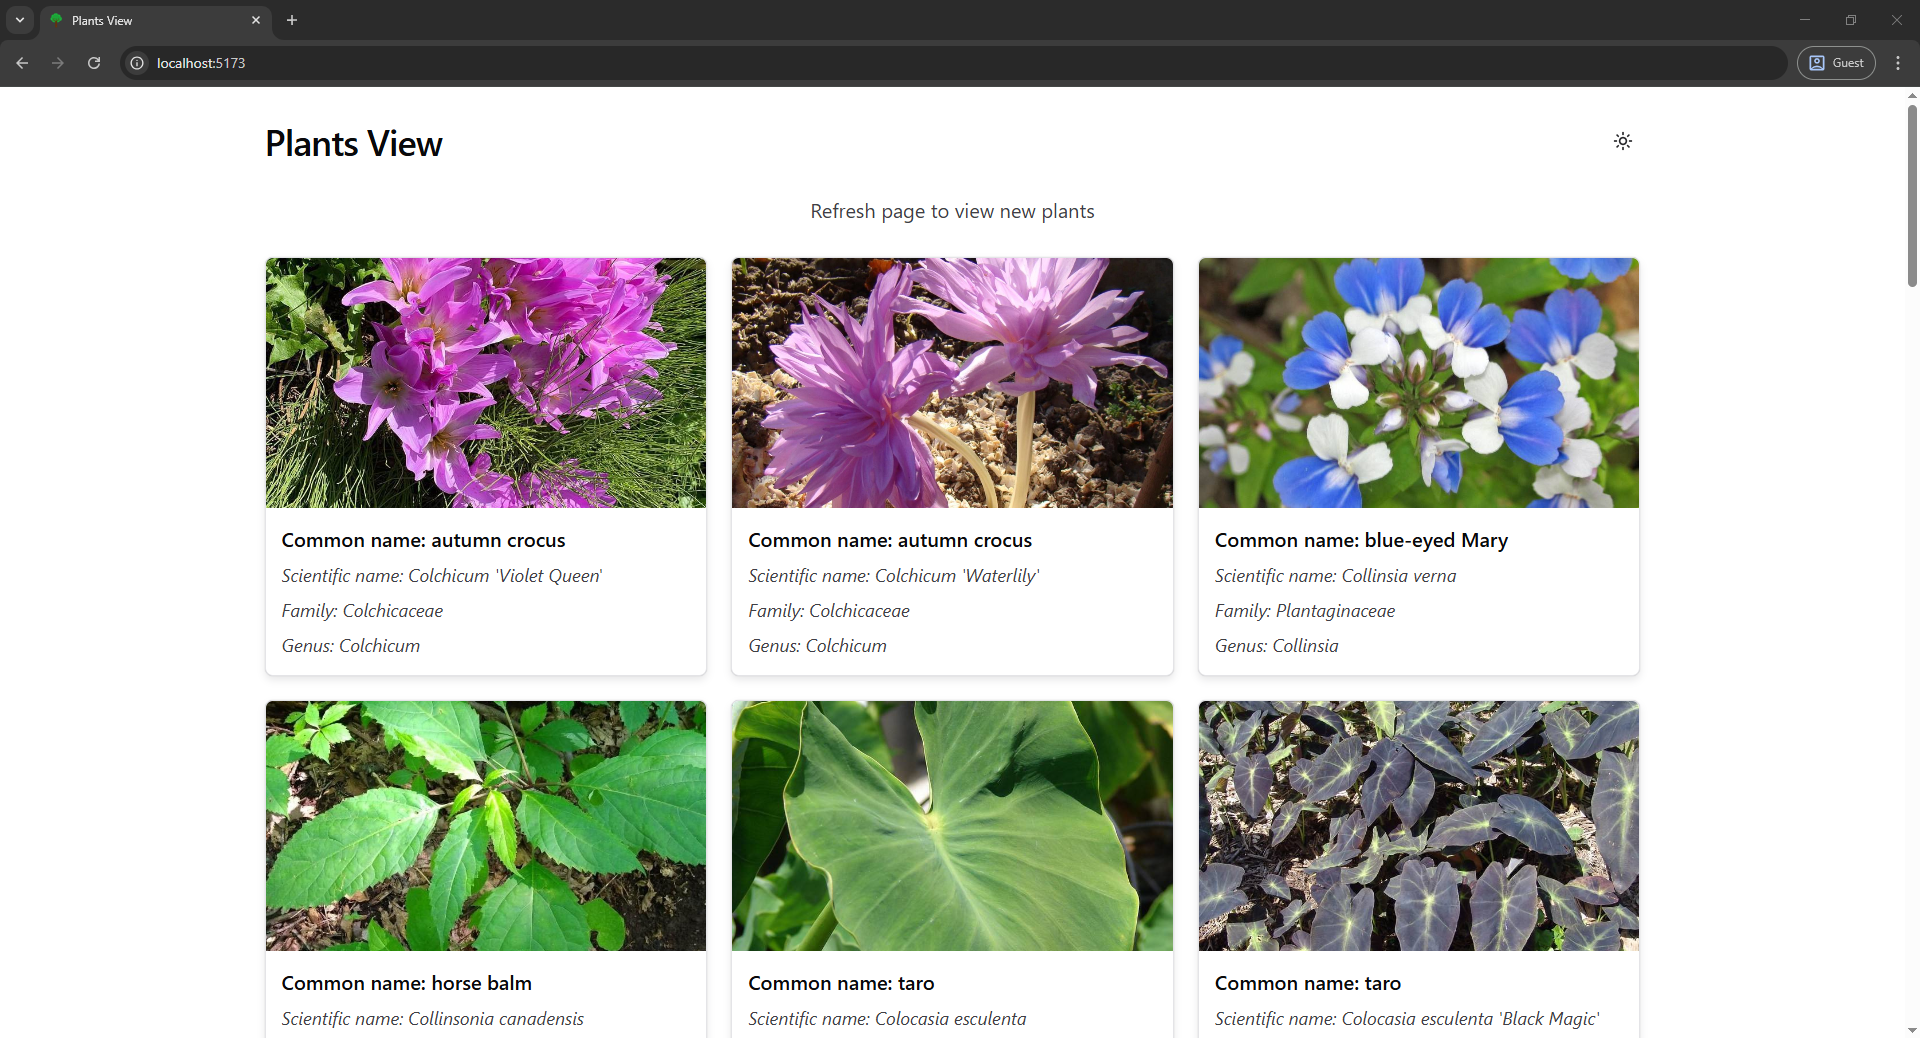 Plants View
localhost:5173
Guest
Plants View
Refresh page to view new plants
Common name: autumn crocus
Scientific name: Colchicum 'Violet Queen'
Family: Colchicaceae
Genus: Colchicum
Common name: autumn crocus
Scientific name: Colchicum 'Waterlily'
Family: Colchicaceae
Genus: Colchicum
Common name: blue-eyed Mary
Scientific name: Collinsia verna
Family: Plantaginaceae
Genus: Collinsia
Common name: horse balm
Scientific name: Collinsonia canadensis
Common name: taro
Scientific name: Colocasia esculenta
Common name: taro
Scientific name: Colocasia esculenta 'Black Magic'